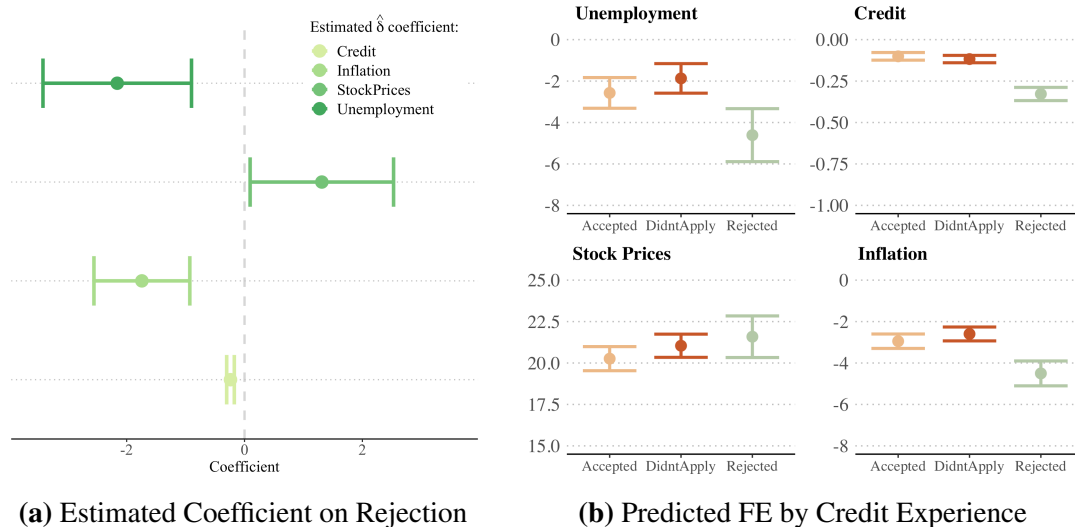 Estimated δ̂ coefficient:
Credit
Inflation
StockPrices
Unemployment
-2
0
2
Coefficient
(a) Estimated Coefficient on Rejection
Unemployment
0
-2
-4
-6
-8
Accepted DidntApply Rejected
Credit
0.00
-0.25
-0.50
-0.75
-1.00
Accepted DidntApply Rejected
Stock Prices
25.0
22.5
20.0
17.5
15.0
Accepted DidntApply Rejected
Inflation
0
-2
-4
-6
-8
Accepted DidntApply Rejected
(b) Predicted FE by Credit Experience